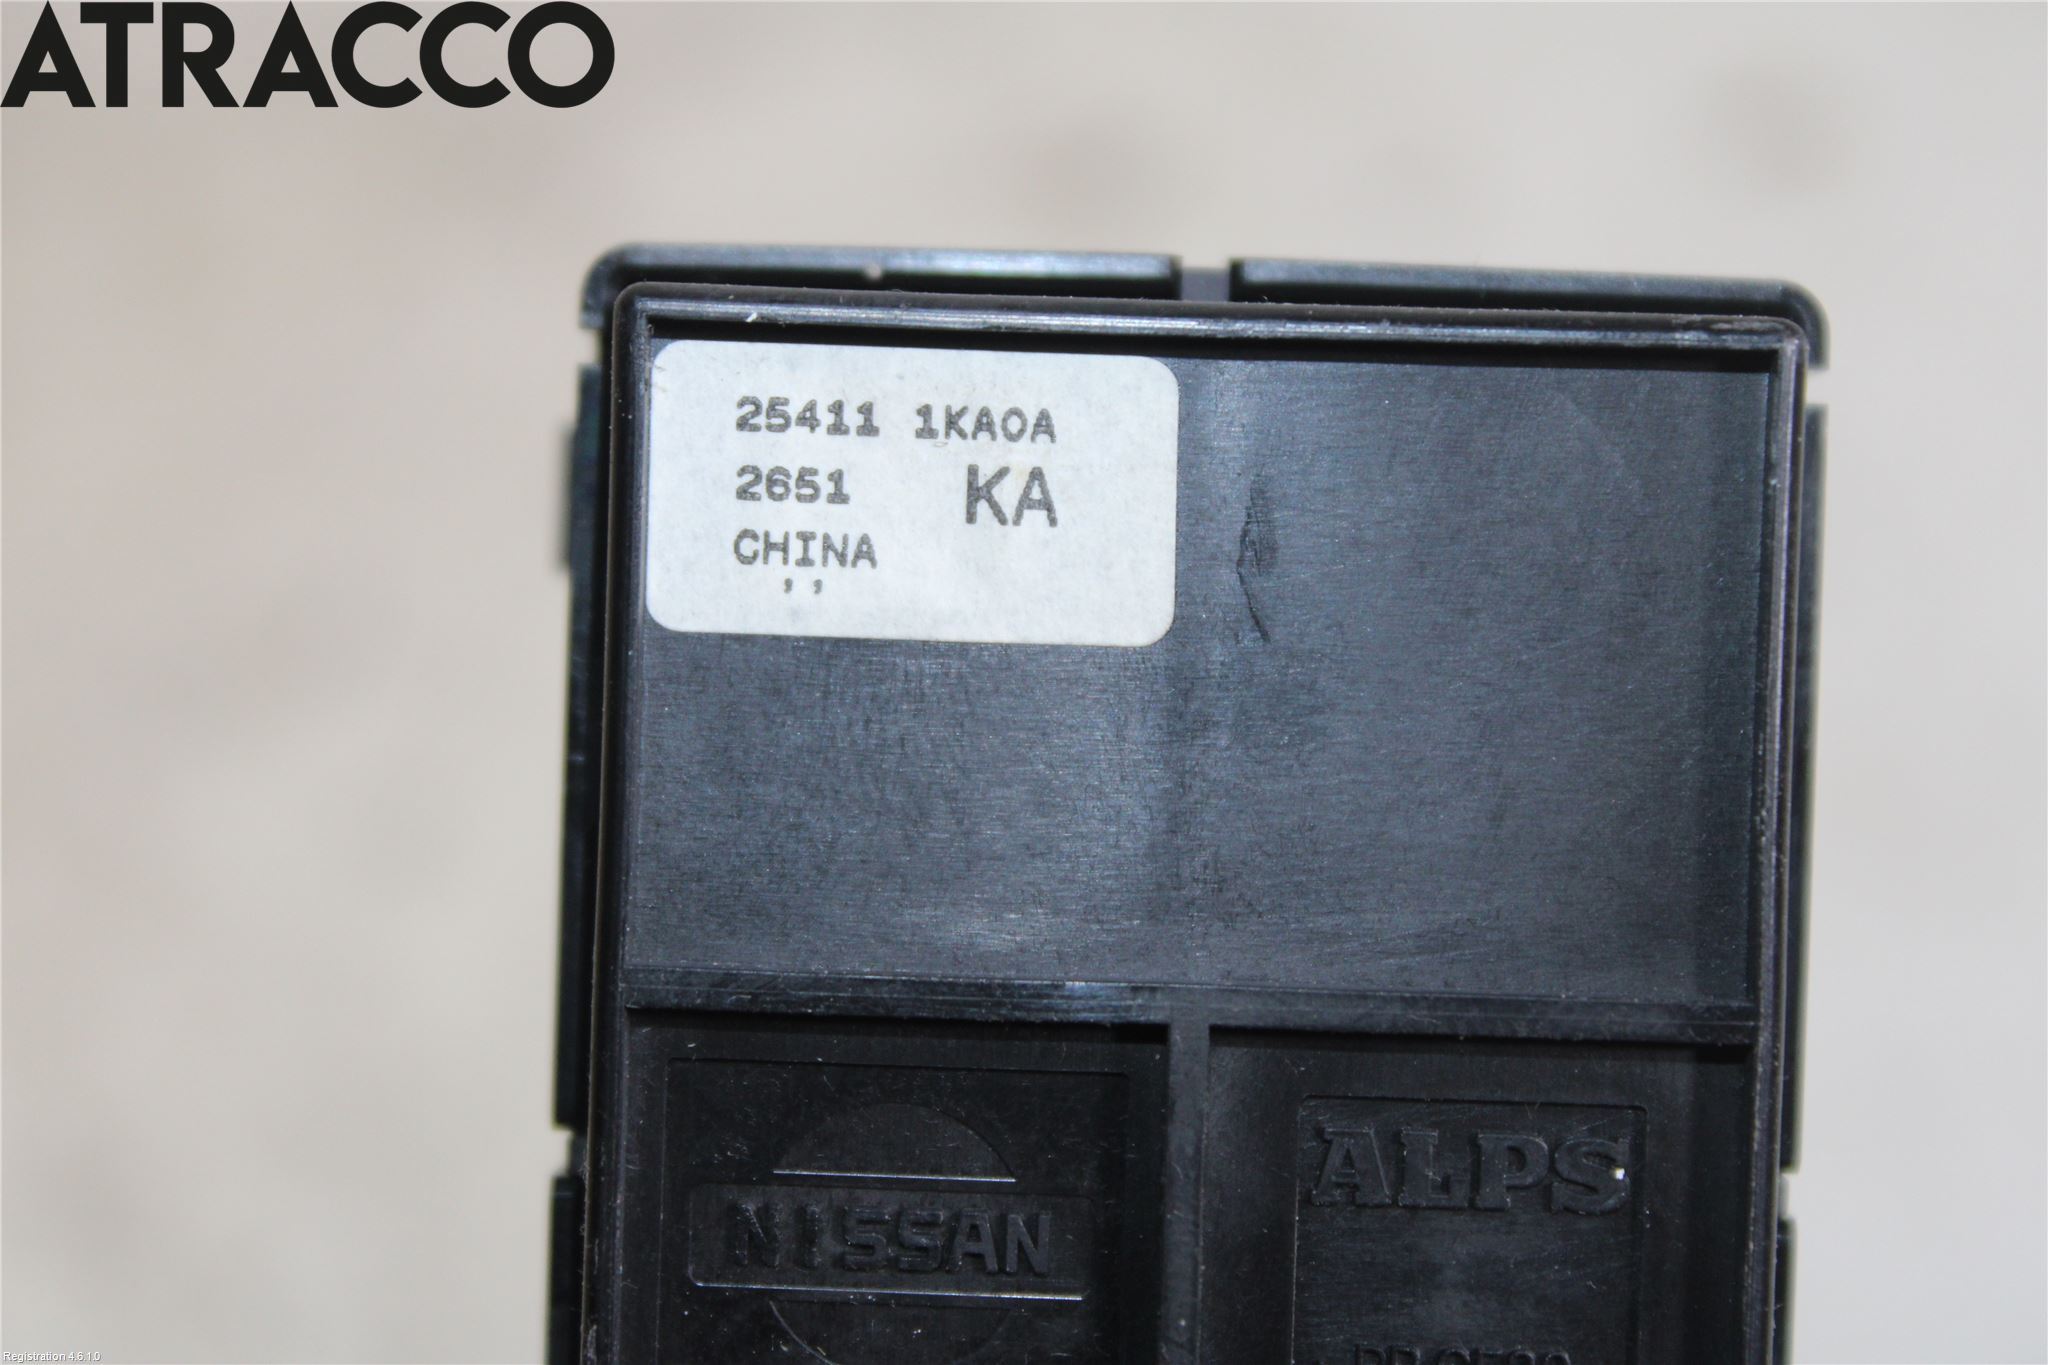 ATRACCO
25411 1KA0A
2651 KA
CHINA
,,
NISSAN
ALPS
Registration 4.6.1.0